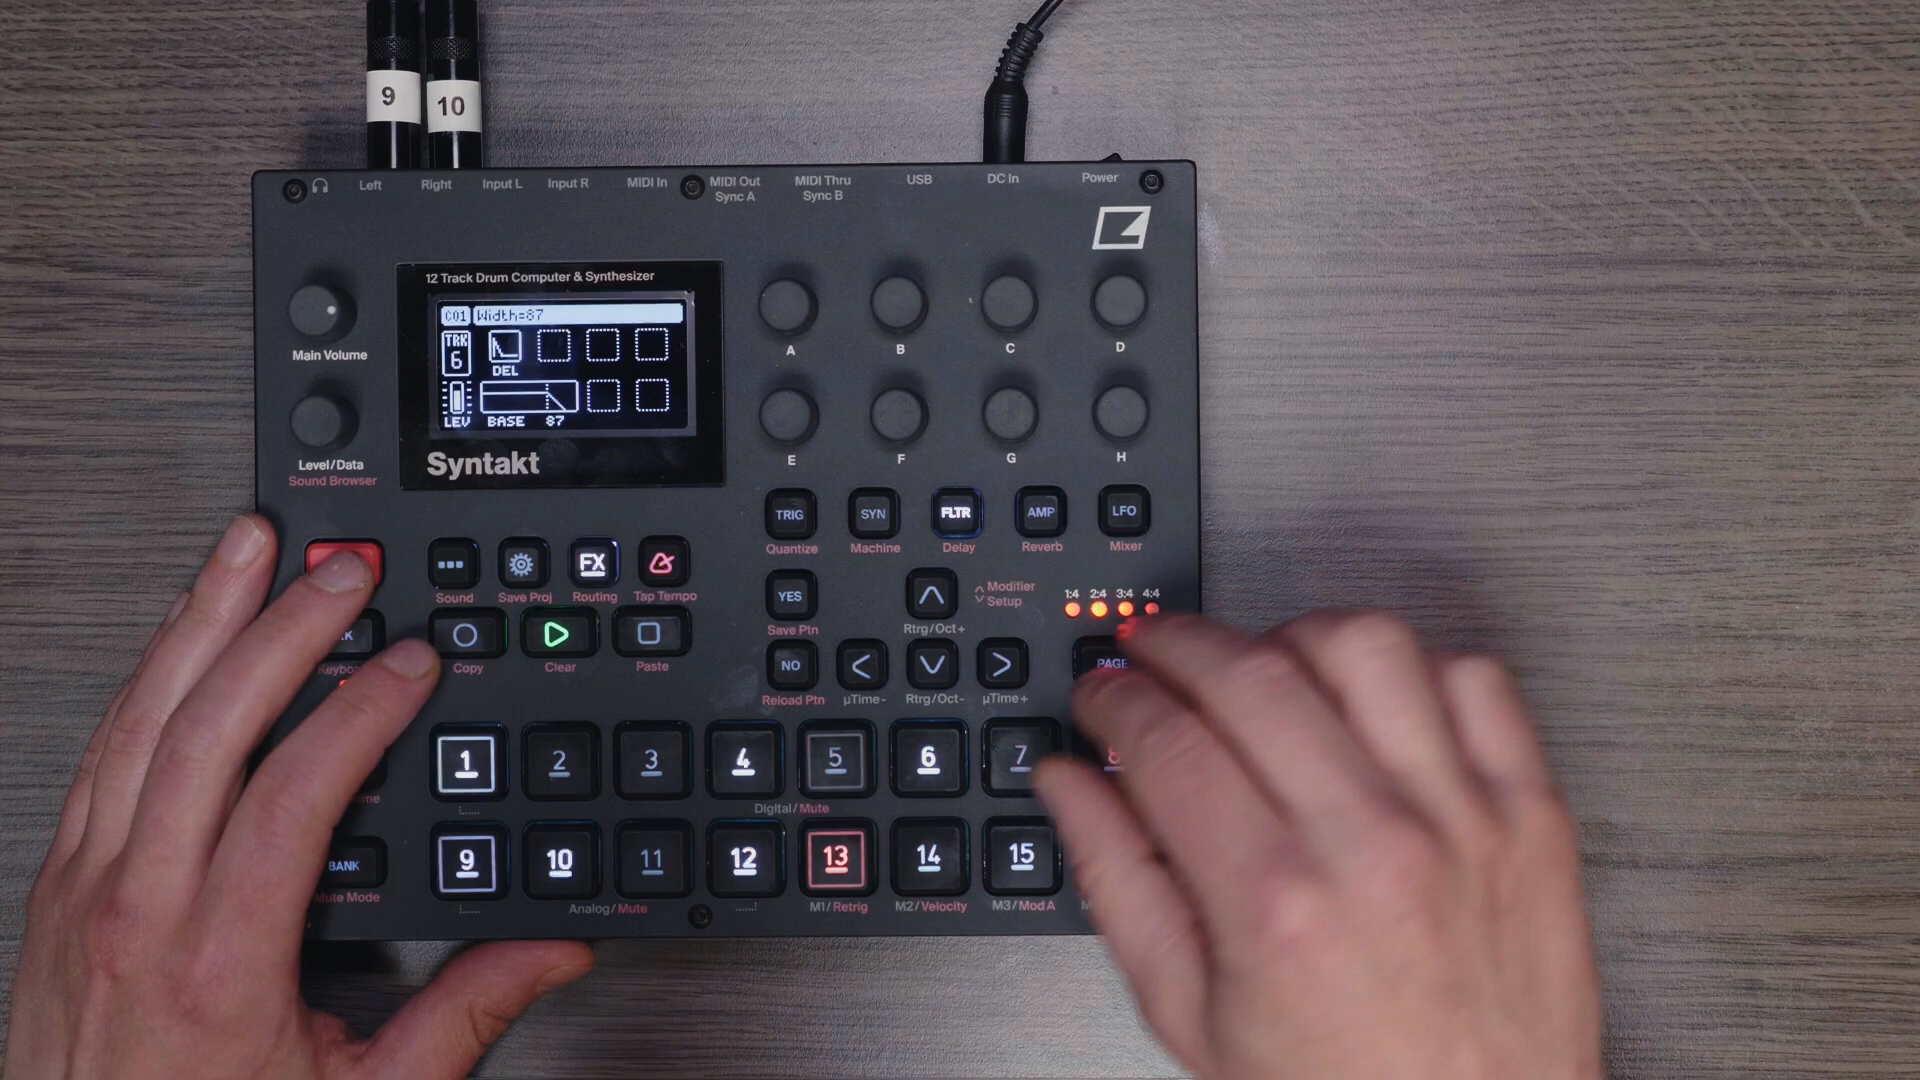 9
10
Left Right Input L Input R MIDI In MIDI Out MIDI Thru USB DC In Power
Sync A Sync B
12 Track Drum Computer & Synthesizer
C01 Width=87
TRK
6
DEL
LEV BASE 87
Syntakt
Main Volume
Level/Data
Sound Browser
A B C D
E F G H
TRIG SYN FLTR AMP LFO
Quantize Machine Delay Reverb Mixer
FX
Sound Save Proj Routing Tap Tempo
YES
Save Ptn
Modifier
Setup
1:4 2:4 3:4 4:4
Rtrg/Oct+
Copy Clear Paste
NO
PAGE
Reload Ptn µTime- Rtrg/Oct- µTime+
1 2 3 4 5 6 7 8
Digital/Mute
BANK
Mute Mode
9 10 11 12 13 14 15
Analog/Mute M1/Retrig M2/Velocity M3/Mod A